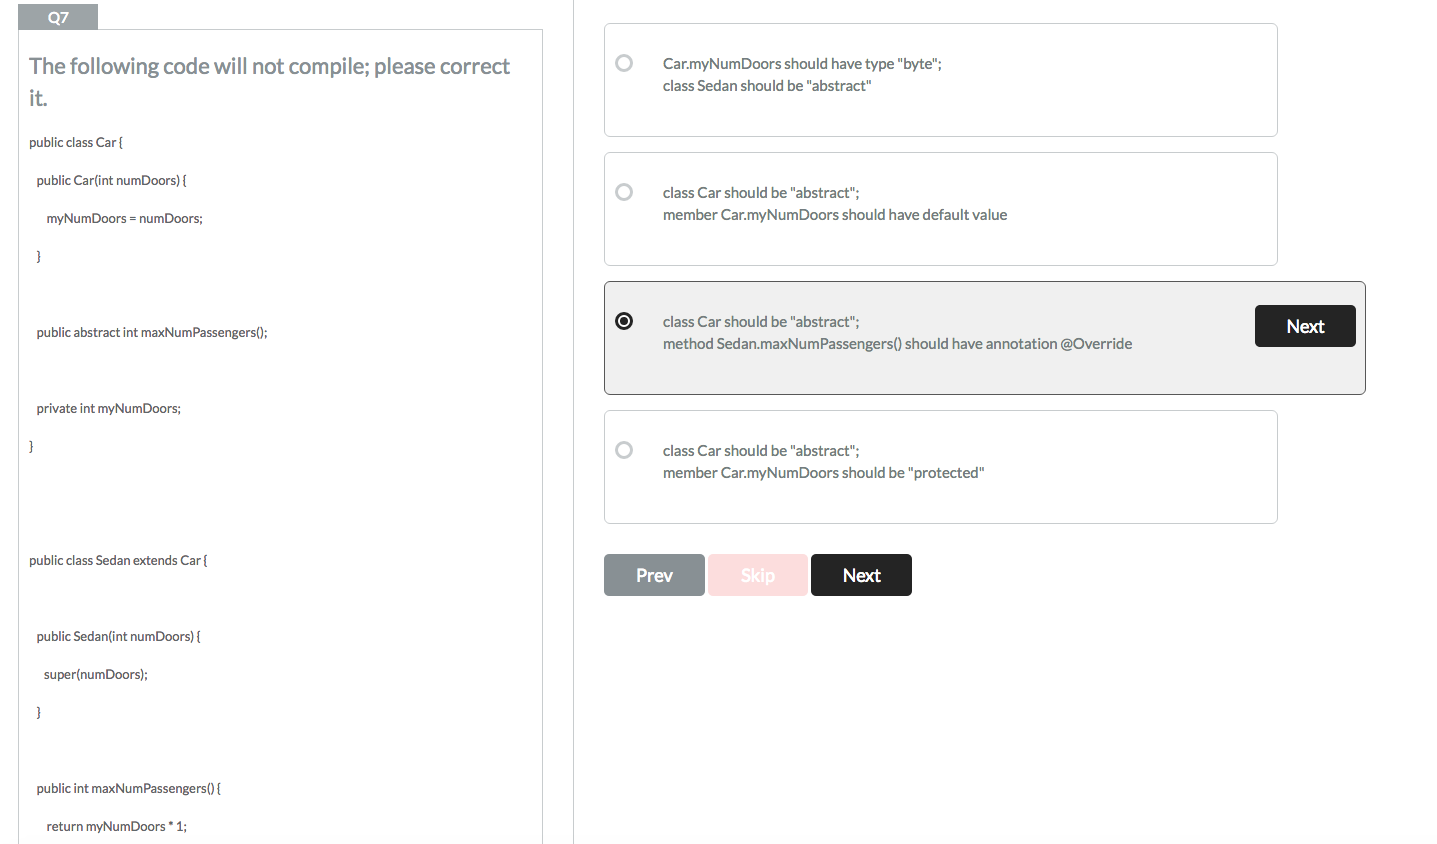 Q7
The following code will not compile; please correct
it.
public class Car {
public Car(int numDoors) {
myNumDoors = numDoors;
}
public abstract int maxNumPassengers();
private int myNumDoors;
}
public class Sedan extends Car {
public Sedan(int numDoors) {
super(numDoors);
}
public int maxNumPassengers() {
return myNumDoors * 1;
Car.myNumDoors should have type "byte";
class Sedan should be "abstract"
class Car should be "abstract";
member Car.myNumDoors should have default value
class Car should be "abstract";
method Sedan.maxNumPassengers() should have annotation @Override
Next
class Car should be "abstract";
member Car.myNumDoors should be "protected"
Prev
Skip
Next